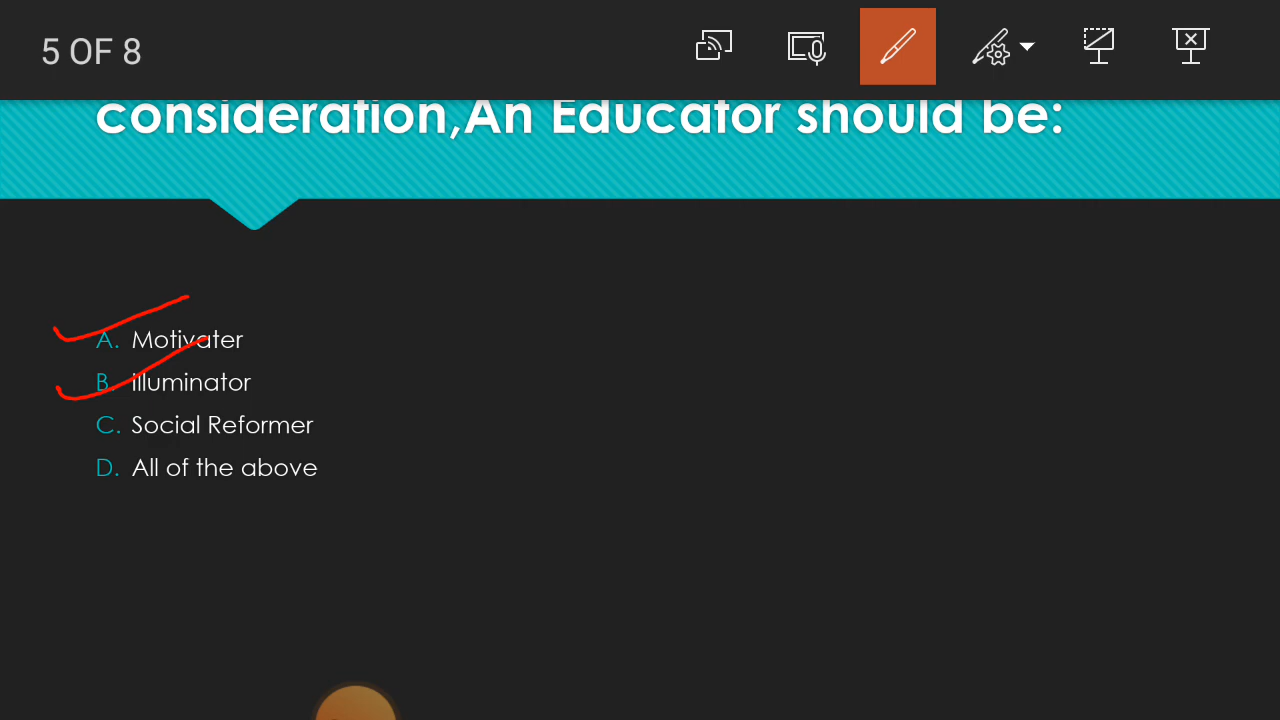 5 OF 8
consideration,An Educator should be:
A. Motivater
B. illuminator
C. Social Reformer
D. All of the above